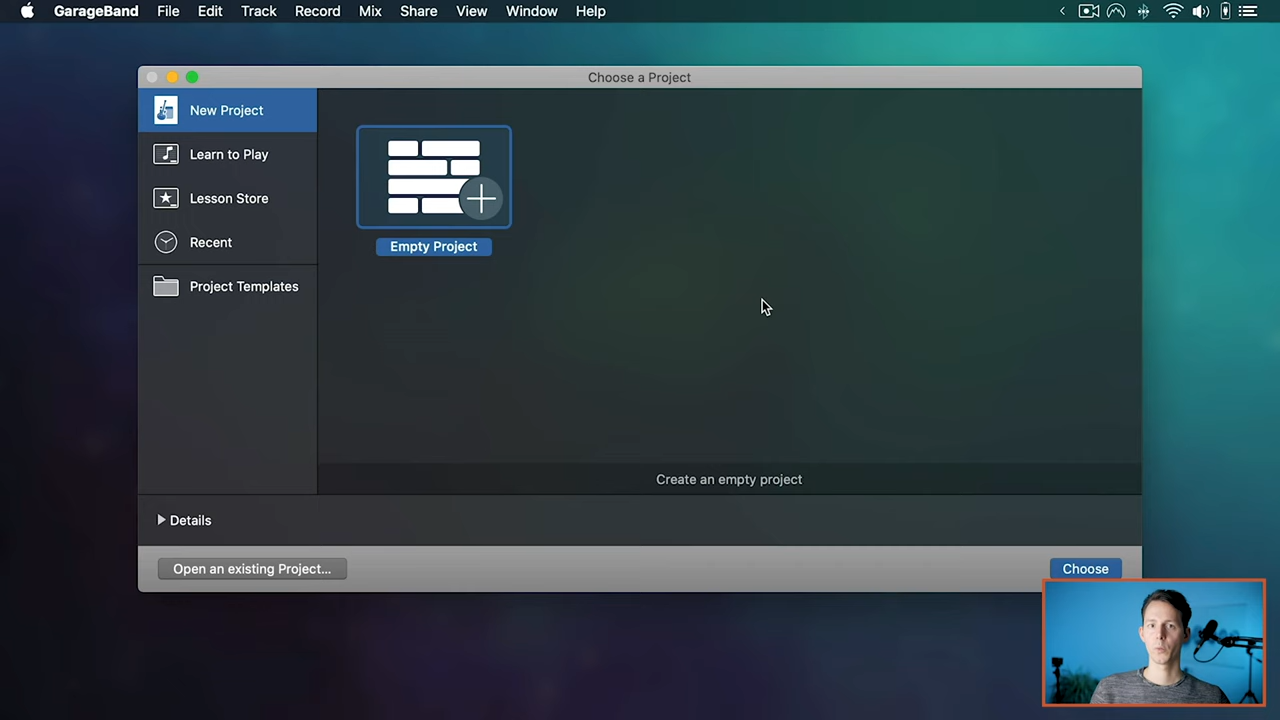 GarageBand File Edit Track Record Mix Share View Window Help
Choose a Project
New Project
Learn to Play
Lesson Store
Recent
Project Templates
Empty Project
Create an empty project
Details
Open an existing Project...
Choose